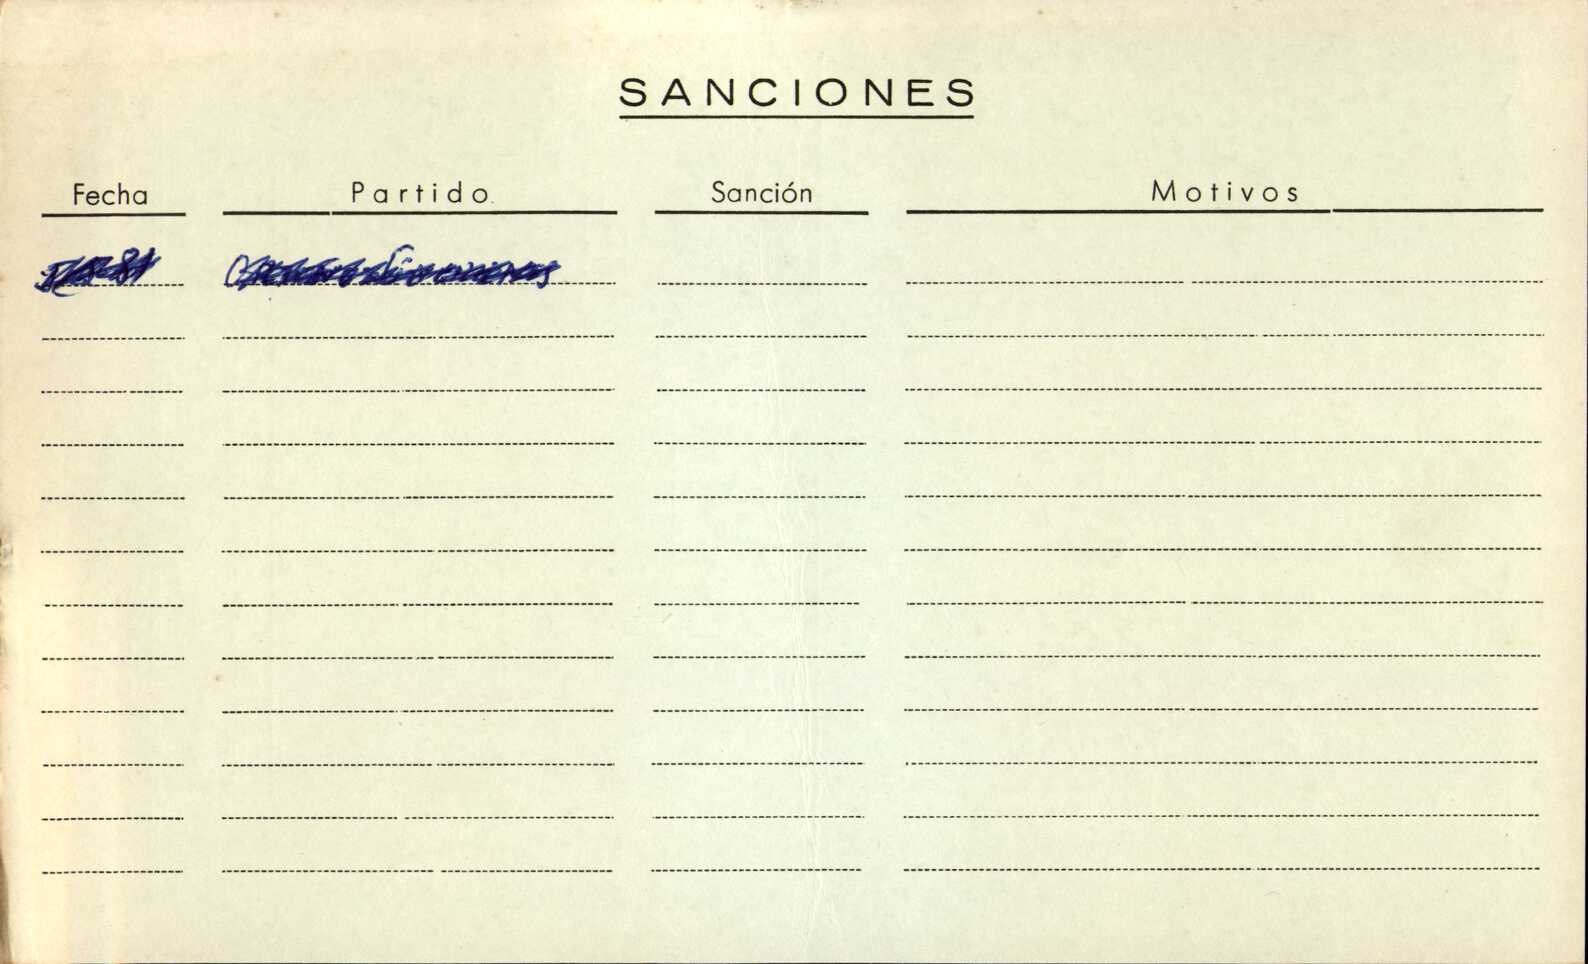 SANCIONES
Fecha Partido Sanción Motivos